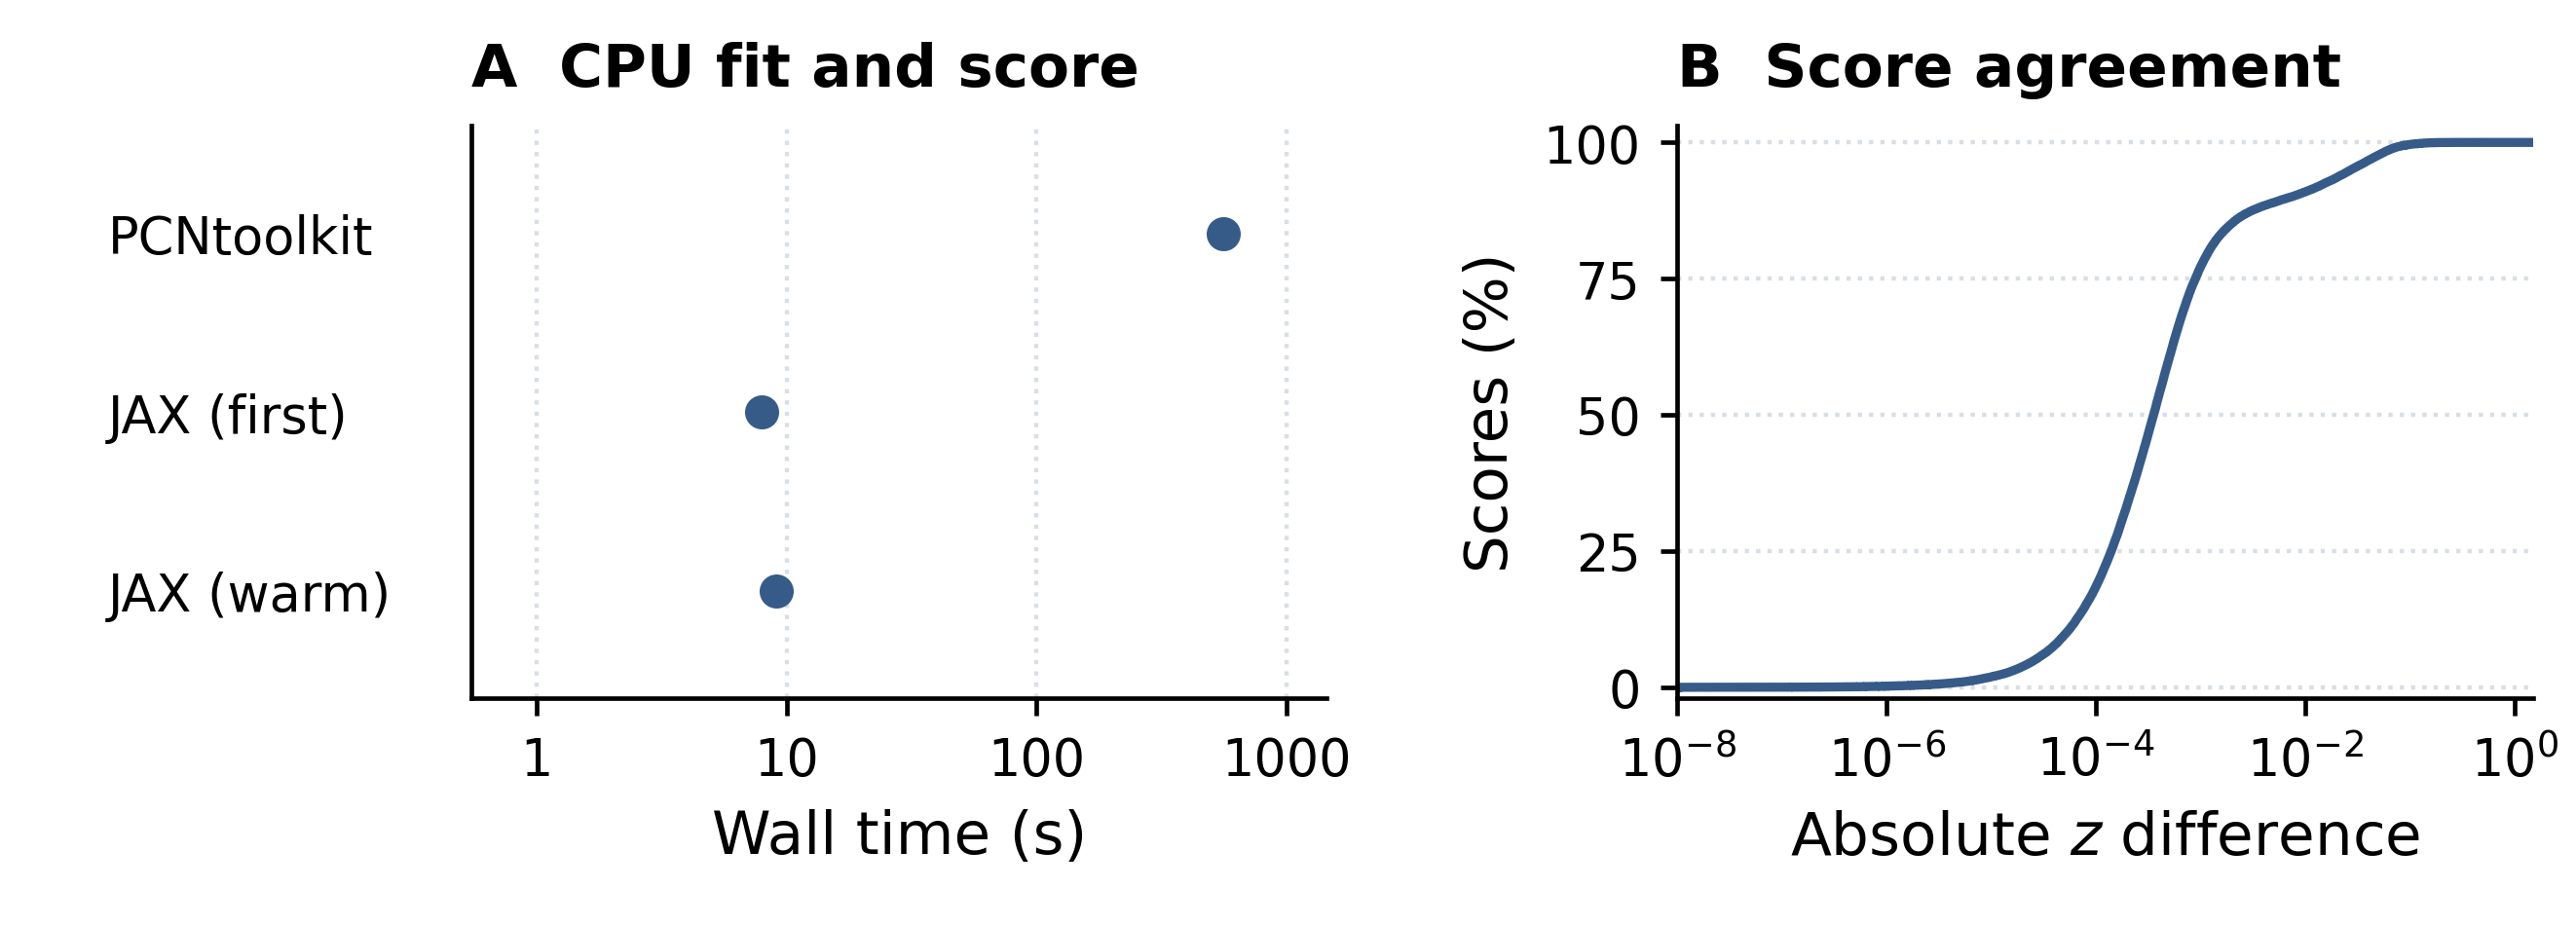 A CPU fit and score
PCNtoolkit
JAX (first)
JAX (warm)
1 10 100 1000
Wall time (s)
B Score agreement
Scores (%)
100
75
50
25
0
10⁻⁸ 10⁻⁶ 10⁻⁴ 10⁻² 10⁰
Absolute z difference